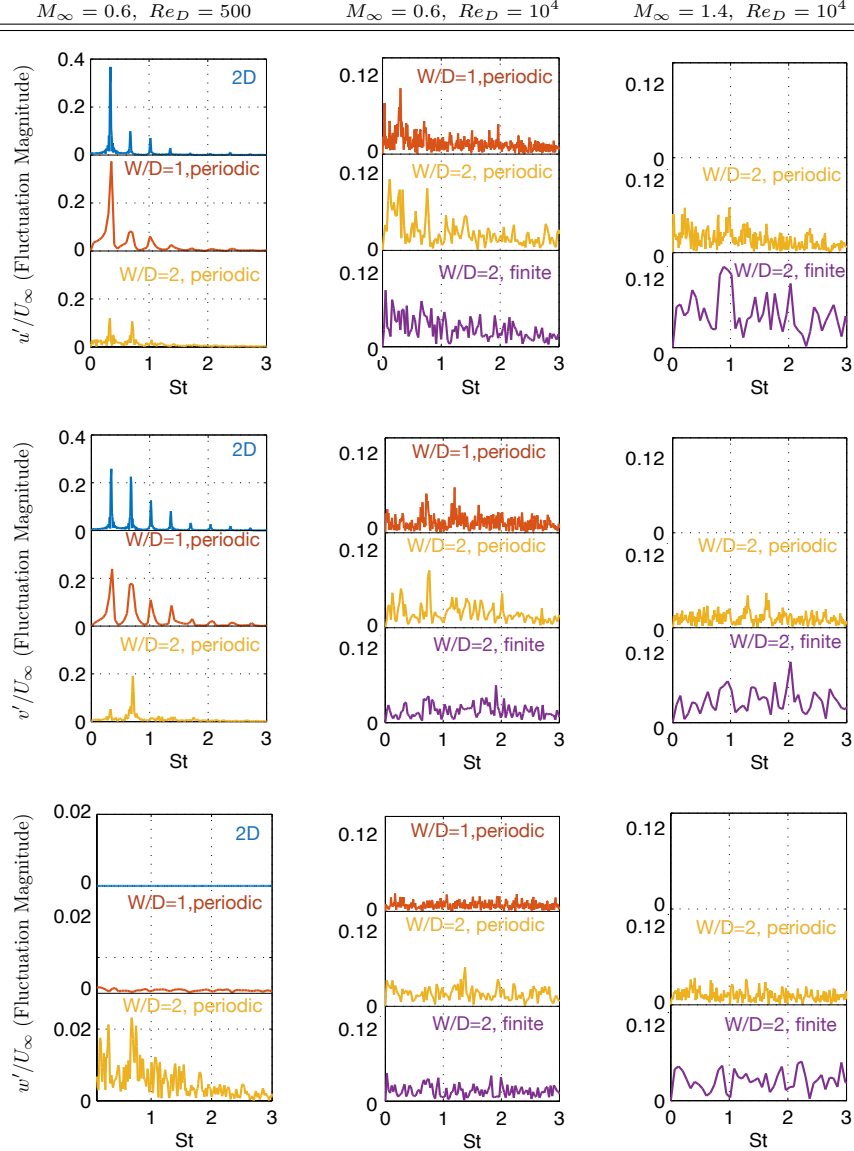 M∞ = 0.6, Re_D = 500
M∞ = 0.6, Re_D = 10⁴
M∞ = 1.4, Re_D = 10⁴
u′/U∞ (Fluctuation Magnitude)
0.4
2D
0.2
0
W/D=1,periodic
0.2
0
W/D=2, periodic
0.2
0
0 1 2 3
St
0.12
W/D=1,periodic
0
0.12
W/D=2, periodic
0
0.12
W/D=2, finite
0
0 1 2 3
St
0.12
0
0.12
W/D=2, periodic
0
0.12
W/D=2, finite
0
0 1 2 3
St
v′/U∞ (Fluctuation Magnitude)
0.4
2D
0.2
0
W/D=1,periodic
0.2
0
W/D=2, periodic
0.2
0
0 1 2 3
St
0.12
W/D=1,periodic
0
0.12
W/D=2, periodic
0
0.12
W/D=2, finite
0
0 1 2 3
St
0.12
0
0.12
W/D=2, periodic
0
0.12
W/D=2, finite
0
0 1 2 3
St
w′/U∞ (Fluctuation Magnitude)
0.02
2D
0
W/D=1,periodic
0.02
0
W/D=2, periodic
0.02
0
1 2 3
St
0.12
W/D=1,periodic
0
0.12
W/D=2, periodic
0
0.12
W/D=2, finite
0
0 1 2 3
St
0.12
0
0.12
W/D=2, periodic
0
0.12
W/D=2, finite
0
0 1 2 3
St